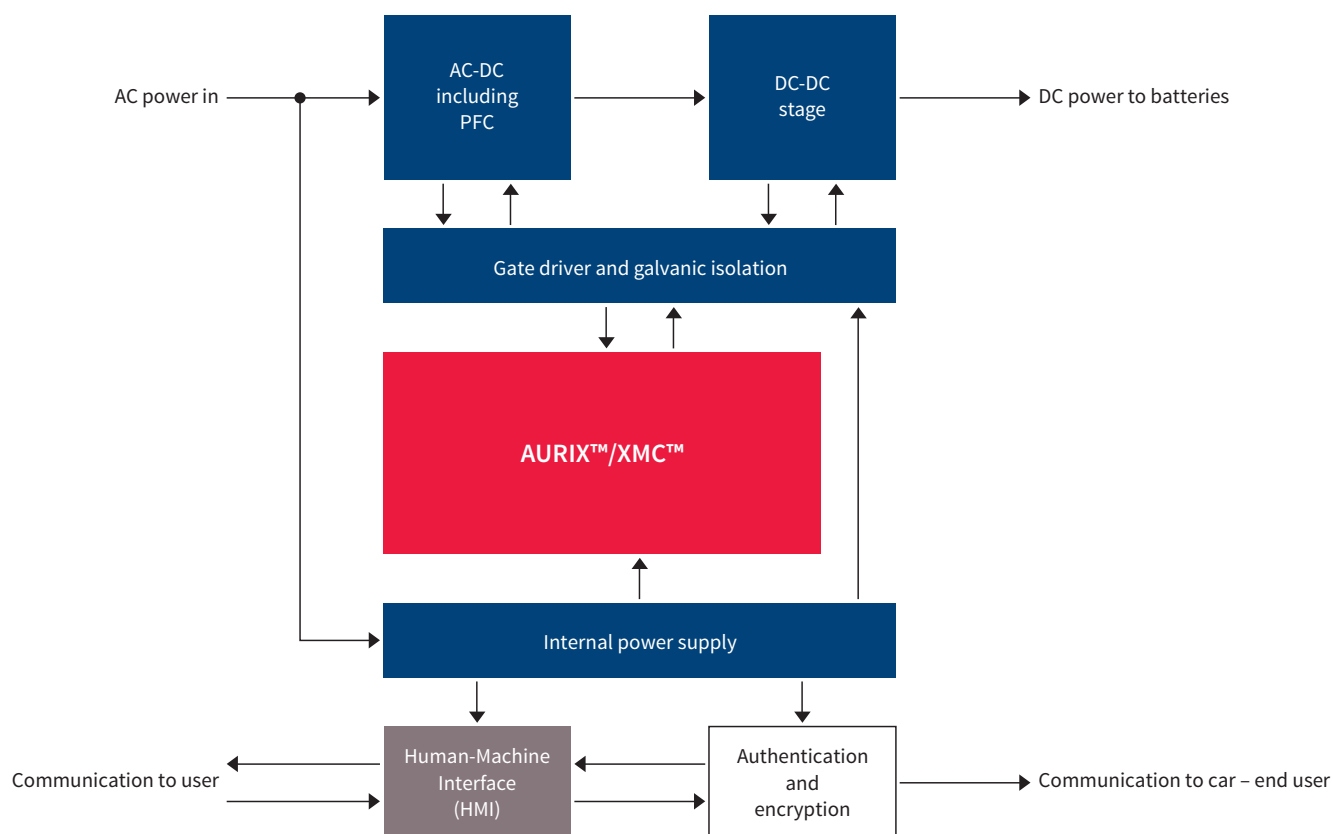 AC power in
AC-DC
including
PFC
DC-DC
stage
DC power to batteries
Gate driver and galvanic isolation
AURIX™/XMC™
Internal power supply
Communication to user
Human-Machine
Interface
(HMI)
Authentication
and
encryption
Communication to car – end user